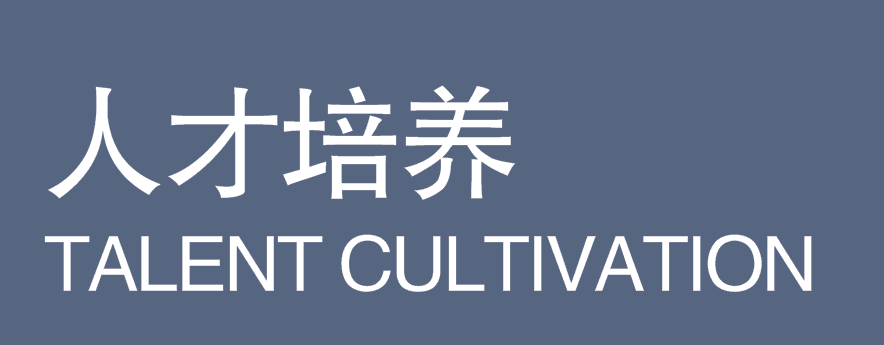 人才培养
TALENT CULTIVATION